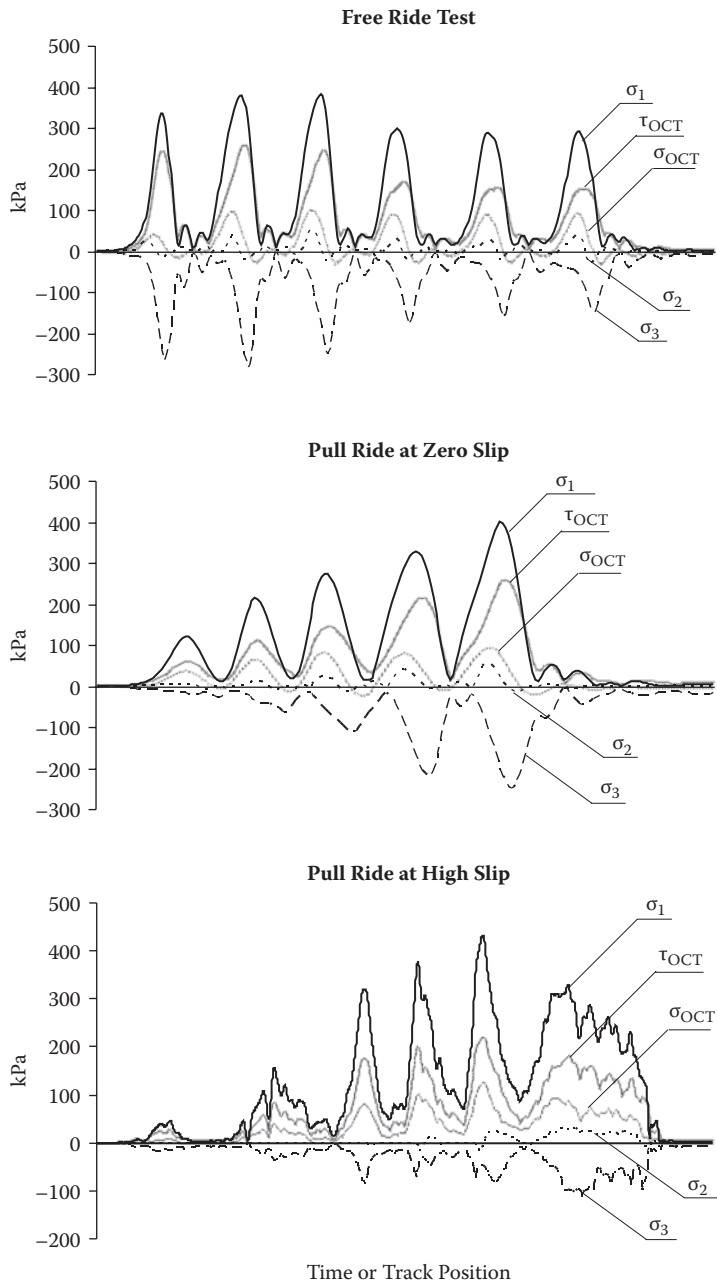 Free Ride Test
500
400
300
200
100
0
−100
−200
−300
kPa
σ1
τOCT
σOCT
σ2
σ3
Pull Ride at Zero Slip
500
400
300
200
100
0
−100
−200
−300
kPa
σ1
τOCT
σOCT
σ2
σ3
Pull Ride at High Slip
500
400
300
200
100
0
−100
−200
kPa
σ1
τOCT
σOCT
σ2
σ3
Time or Track Position